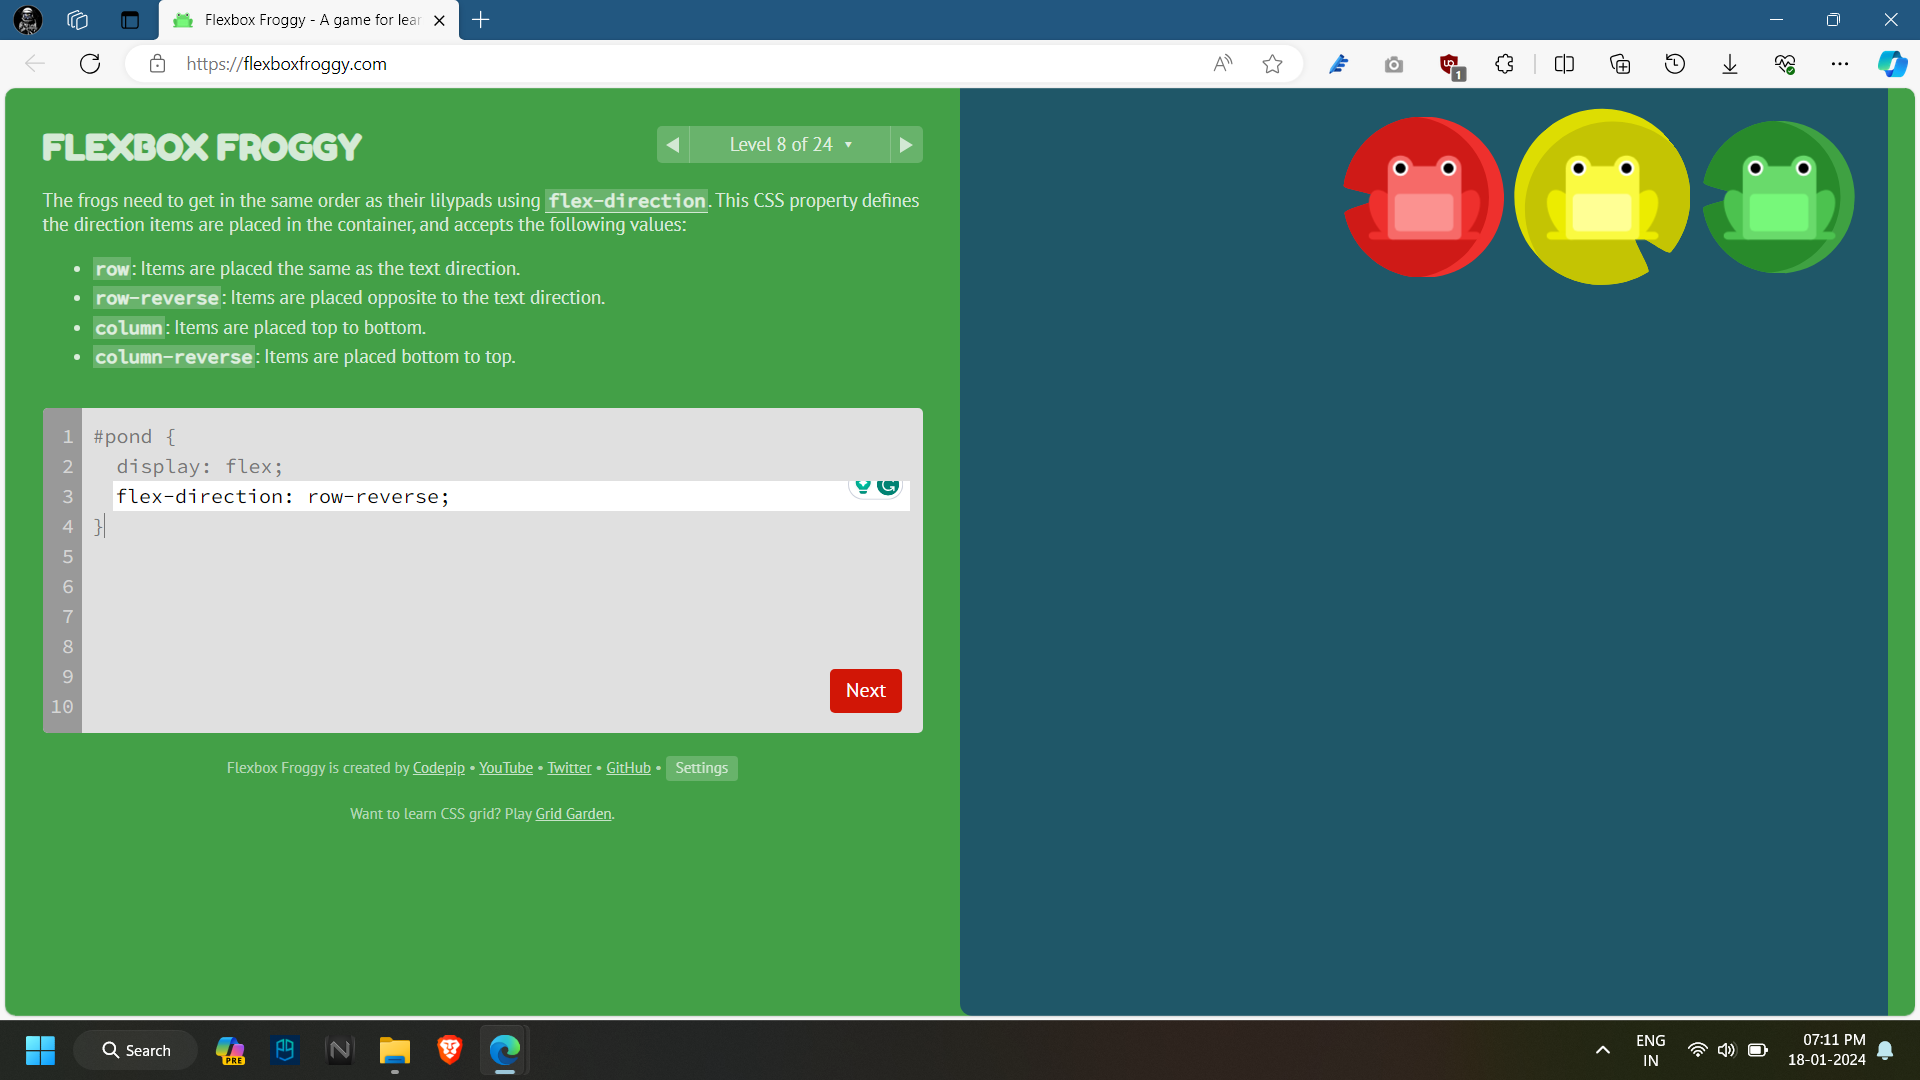 Flexbox Froggy - A game for lear
https://flexboxfroggy.com
1
FLEXBOX FROGGY
Level 8 of 24
The frogs need to get in the same order as their lilypads using flex-direction. This CSS property defines
the direction items are placed in the container, and accepts the following values:
• row: Items are placed the same as the text direction.
• row-reverse: Items are placed opposite to the text direction.
• column: Items are placed top to bottom.
• column-reverse: Items are placed bottom to top.
1 #pond {
2 display: flex;
3 flex-direction: row-reverse;
4 }
5
6
7
8
9
10
Next
Flexbox Froggy is created by Codepip • YouTube • Twitter • GitHub • Settings
Want to learn CSS grid? Play Grid Garden.
Search
PRE
ENG
IN
07:11 PM
18-01-2024